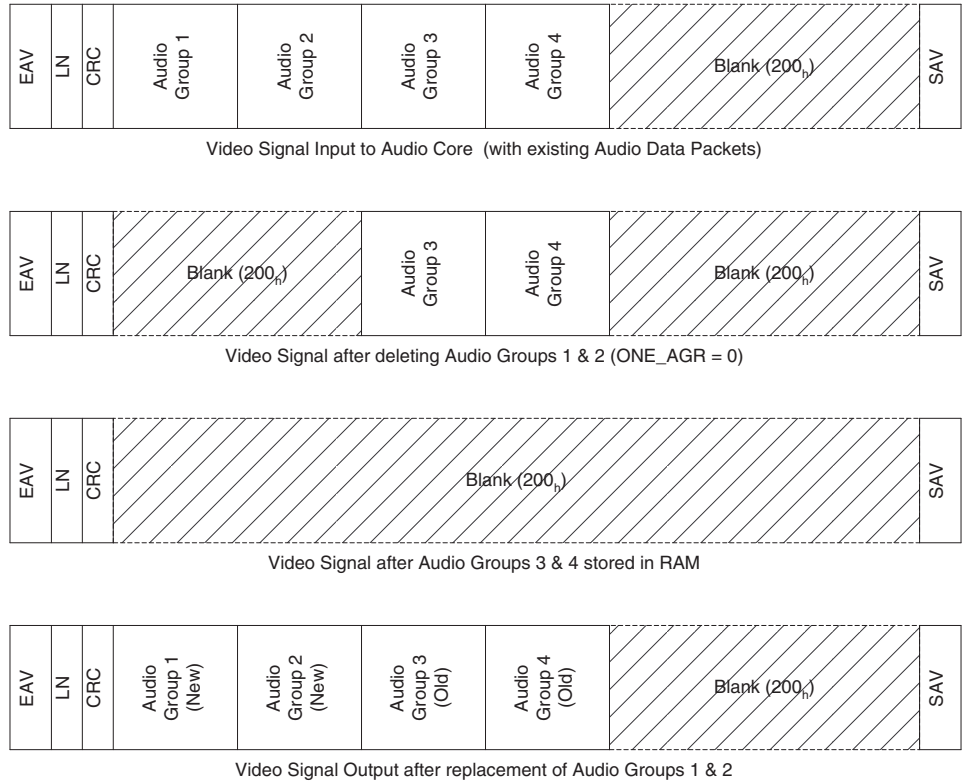 EAV
LN
CRC
Audio
Group 1
Audio
Group 2
Audio
Group 3
Audio
Group 4
Blank (200h)
SAV
Video Signal Input to Audio Core (with existing Audio Data Packets)
EAV
LN
CRC
Blank (200h)
Audio
Group 3
Audio
Group 4
Blank (200h)
SAV
Video Signal after deleting Audio Groups 1 & 2 (ONE_AGR = 0)
EAV
LN
CRC
Blank (200h)
SAV
Video Signal after Audio Groups 3 & 4 stored in RAM
EAV
LN
CRC
Audio
Group 1
(New)
Audio
Group 2
(New)
Audio
Group 3
(Old)
Audio
Group 4
(Old)
Blank (200h)
SAV
Video Signal Output after replacement of Audio Groups 1 & 2